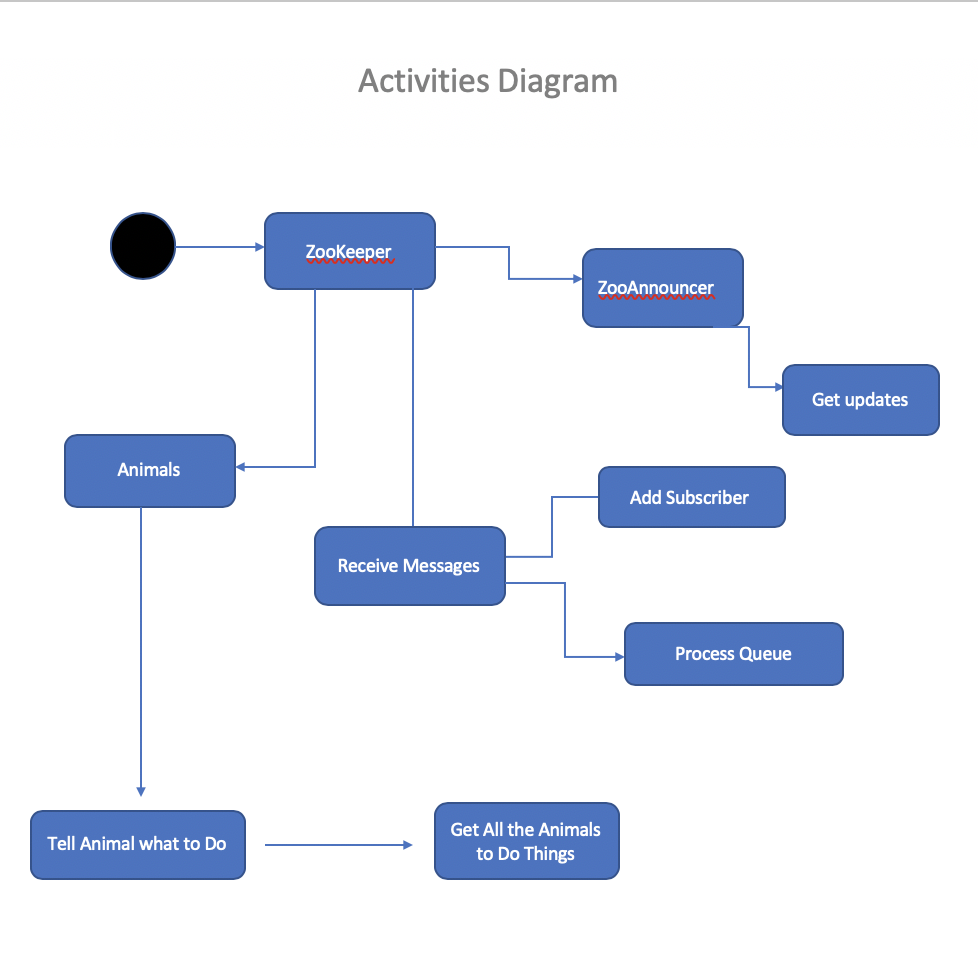 Activities Diagram
ZooKeeper
ZooAnnouncer
Get updates
Animals
Add Subscriber
Receive Messages
Process Queue
Tell Animal what to Do
Get All the Animals
to Do Things